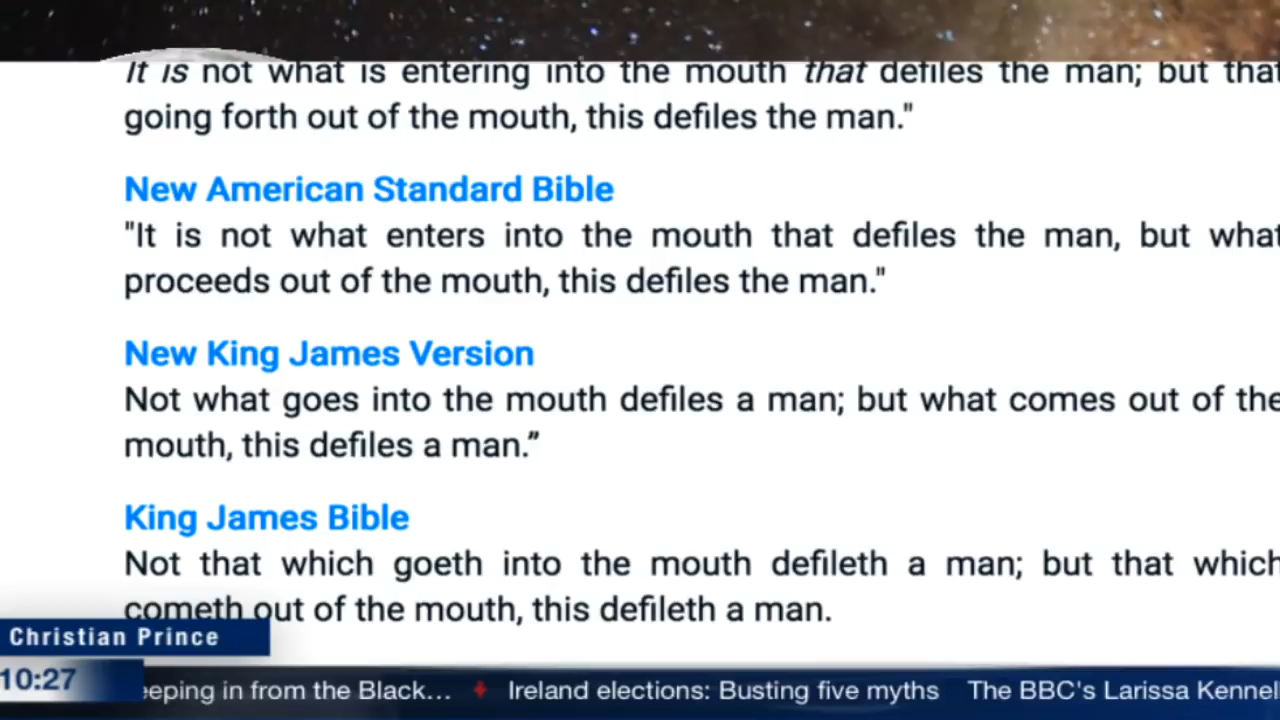 It is not what is entering into the mouth that defiles the man; but that
going forth out of the mouth, this defiles the man."
New American Standard Bible
"It is not what enters into the mouth that defiles the man, but what
proceeds out of the mouth, this defiles the man."
New King James Version
Not what goes into the mouth defiles a man; but what comes out of the
mouth, this defiles a man.”
King James Bible
Not that which goeth into the mouth defileth a man; but that which
cometh out of the mouth, this defileth a man.
Christian Prince
10:27
eeping in from the Black... Ireland elections: Busting five myths The BBC's Larissa Kennel